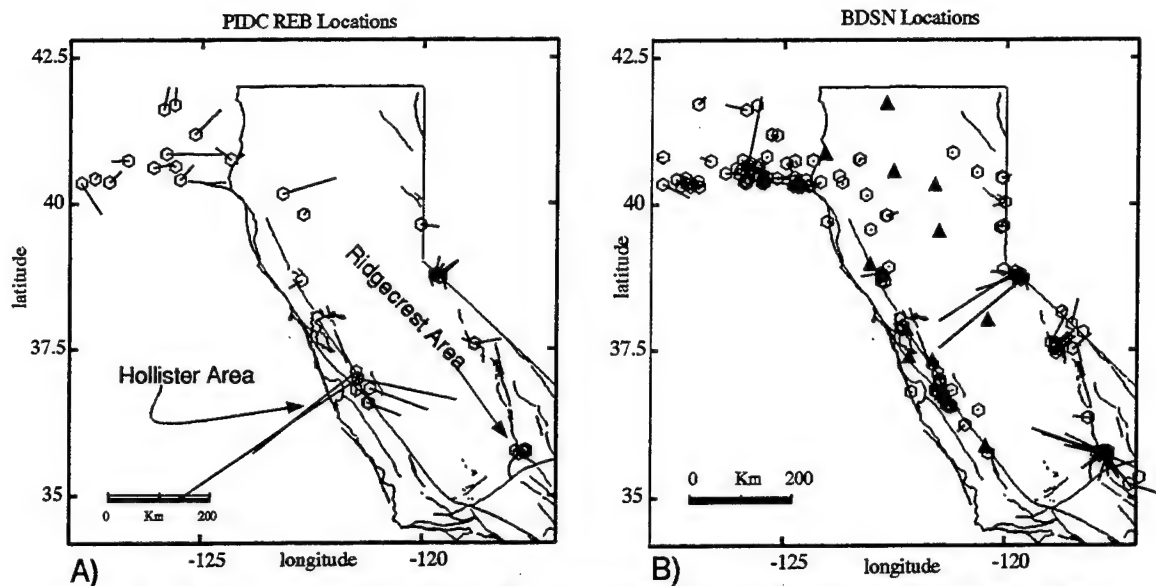 PIDC REB Locations
42.5
40
37.5
35
latitude
Ridgecrest Area
Hollister Area
0 Km 200
-125
-120
longitude
A)
BDSN Locations
42.5
40
37.5
35
latitude
0 Km 200
-125
-120
longitude
B)